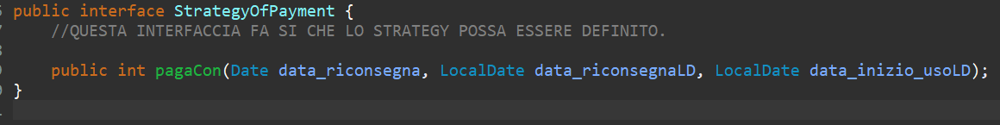 public interface StrategyOfPayment {
//QUESTA INTERFACCIA FA SI CHE LO STRATEGY POSSA ESSERE DEFINITO.
public int pagaCon(Date data_riconsegna, LocalDate data_riconsegnaLD, LocalDate data_inizio_usoLD);
}